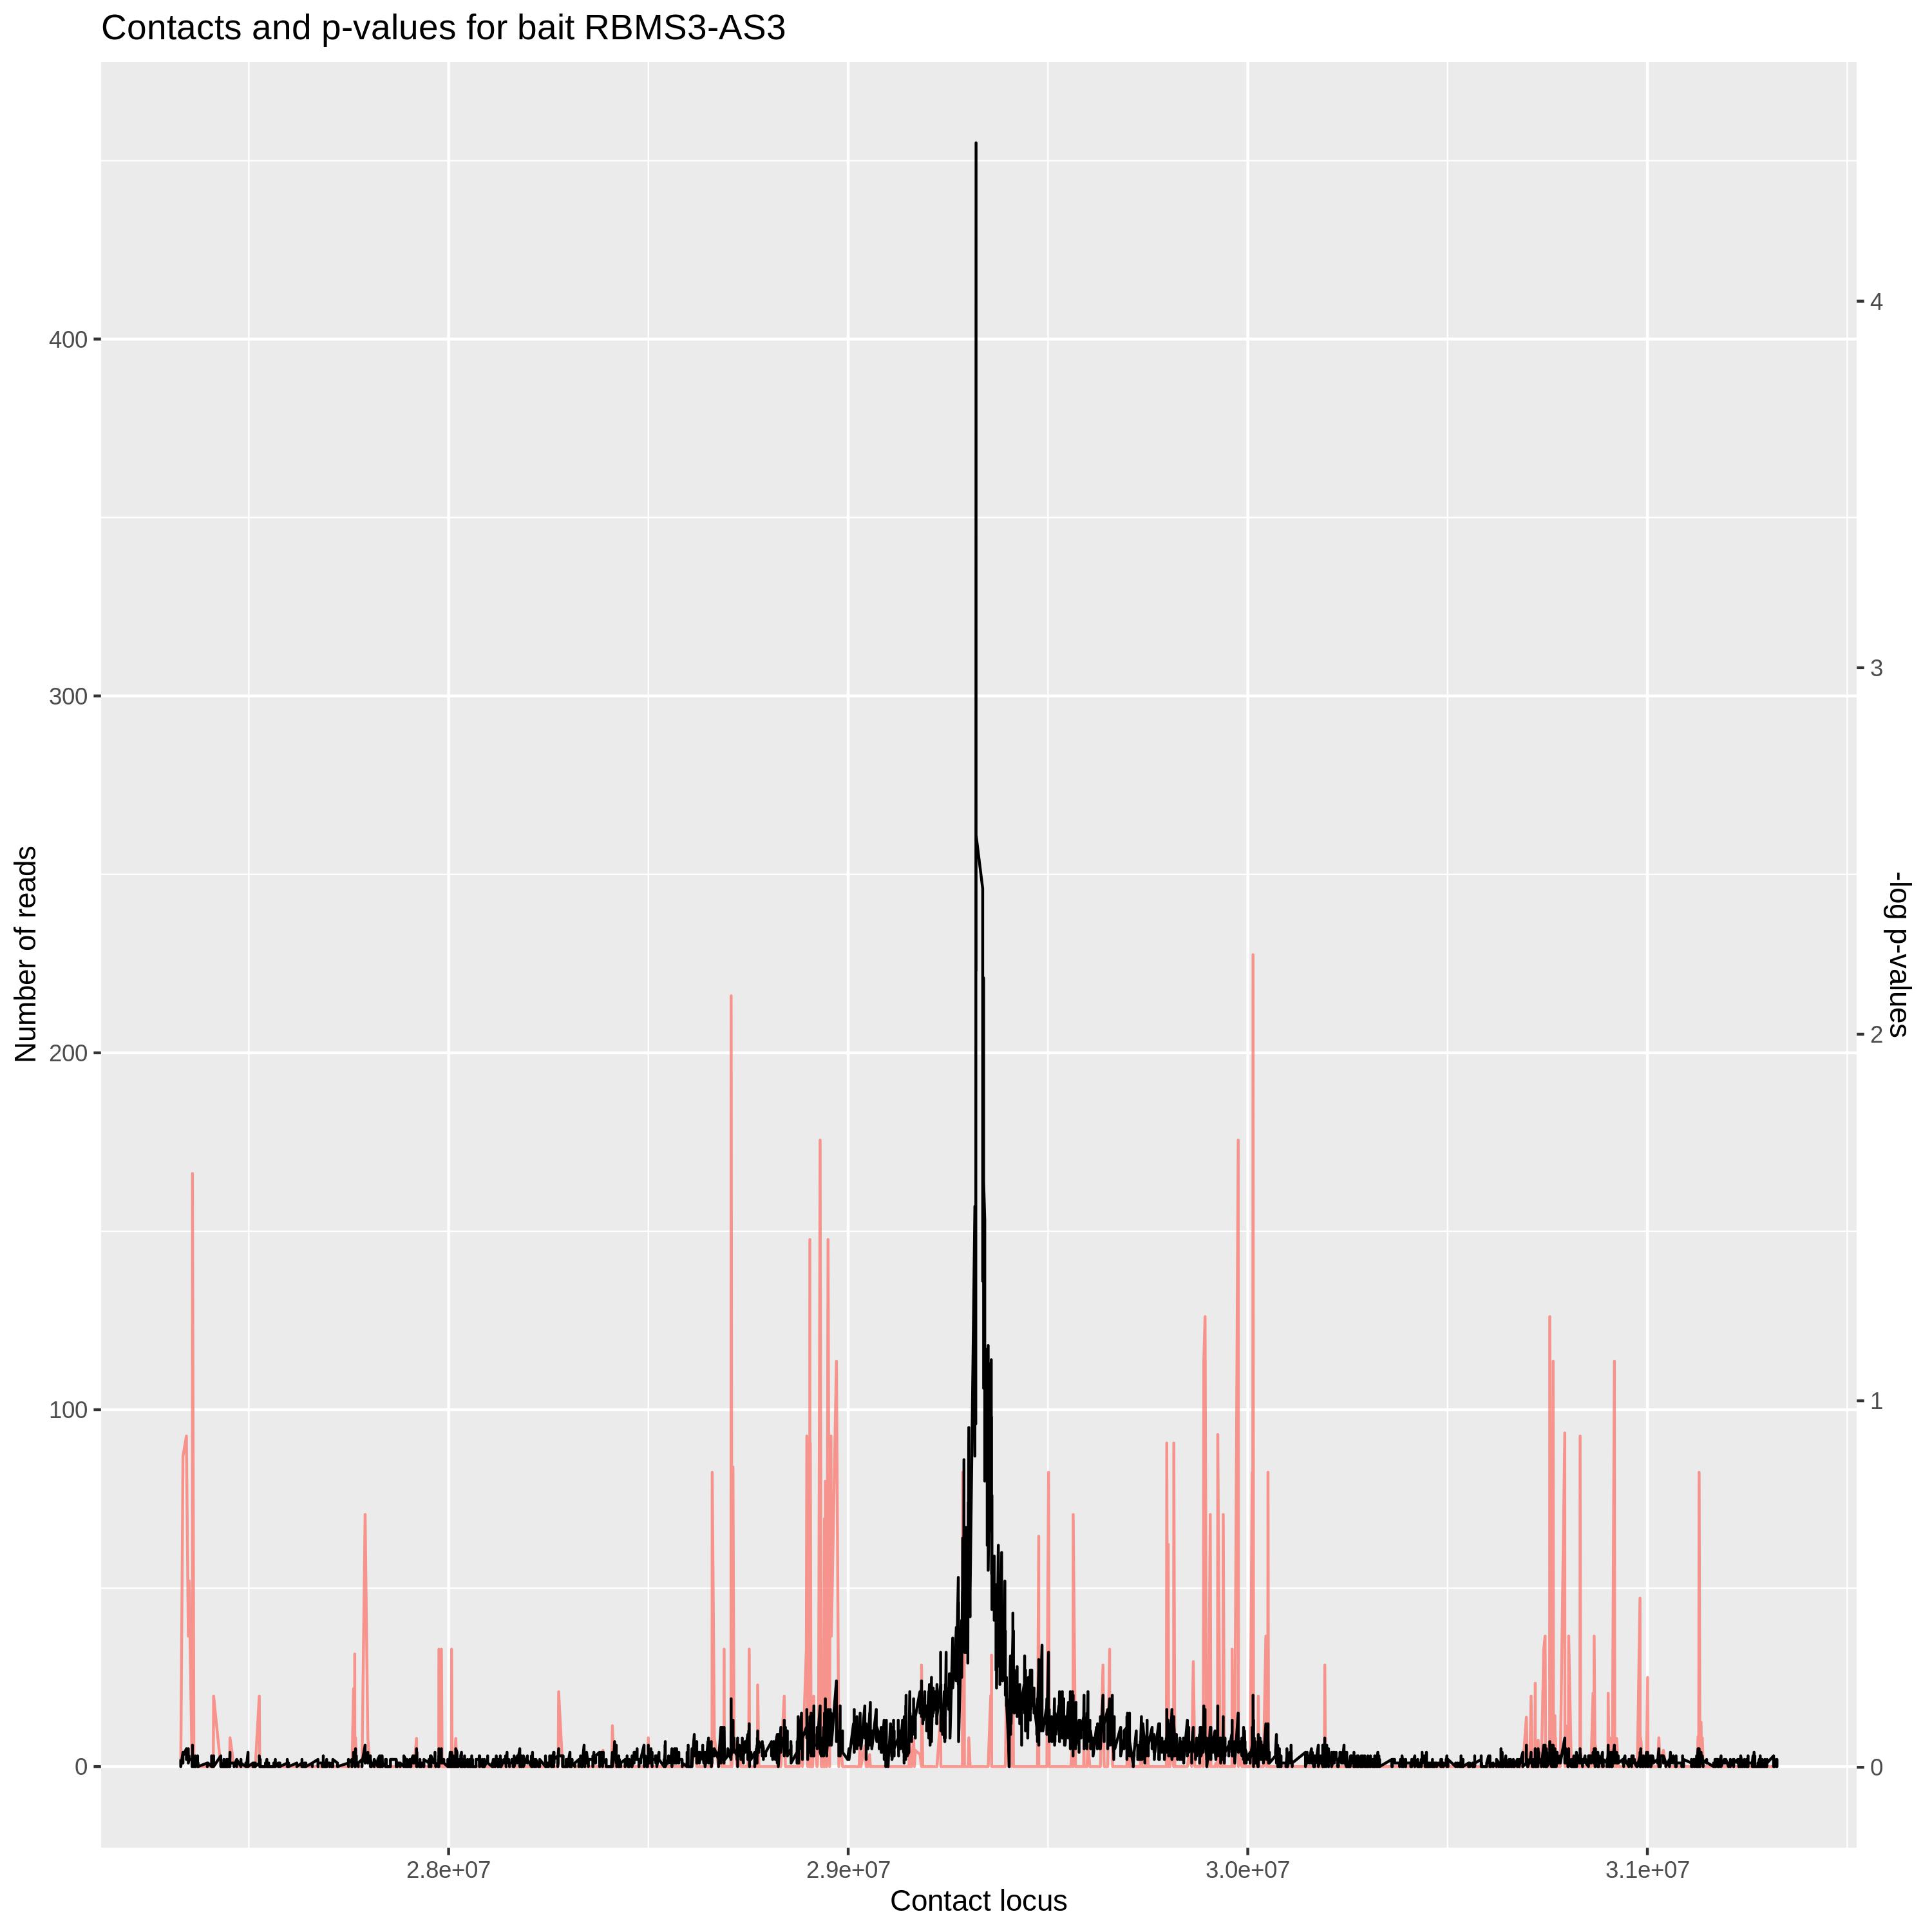 Contacts and p-values for bait RBMS3-AS3
Number of reads
400
300
200
100
0
4
3
2
1
0
-log p-values
2.8e+07 2.9e+07 3.0e+07 3.1e+07
Contact locus